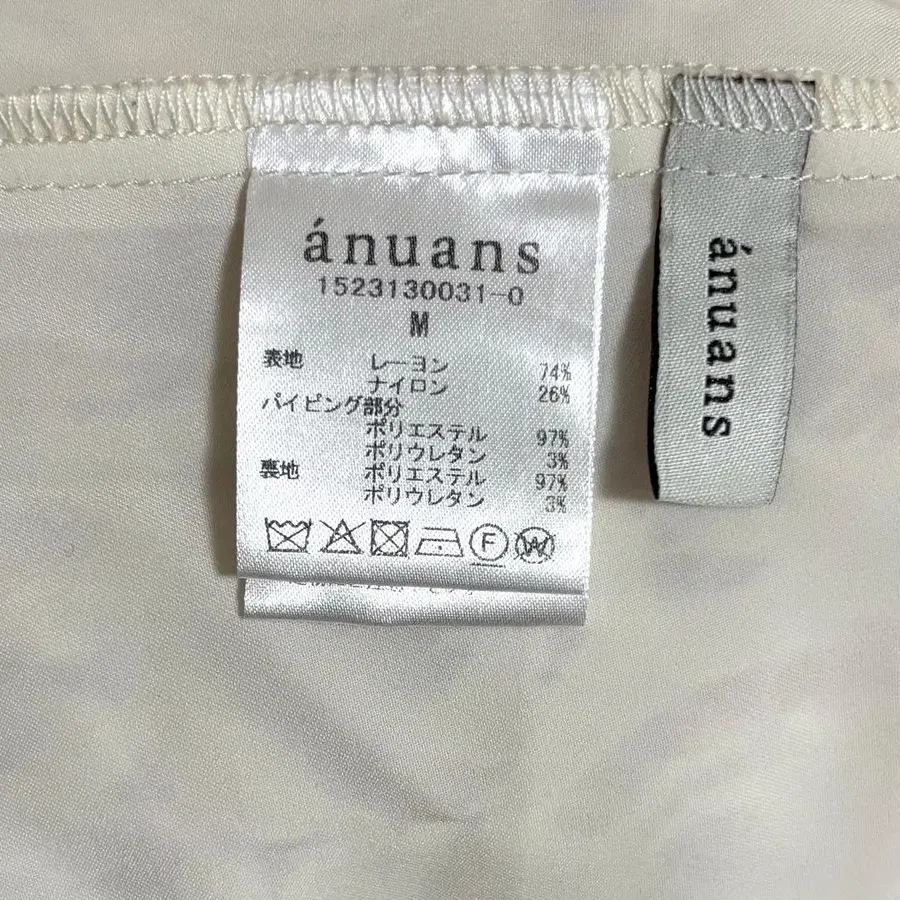 ánuans
1523130031-0
M
表地 レーヨン 74%
ナイロン 26%
パイピング部分
ポリエステル 97%
ポリウレタン 3%
裏地 ポリエステル 97%
ポリウレタン 3%
F
W
ánuans